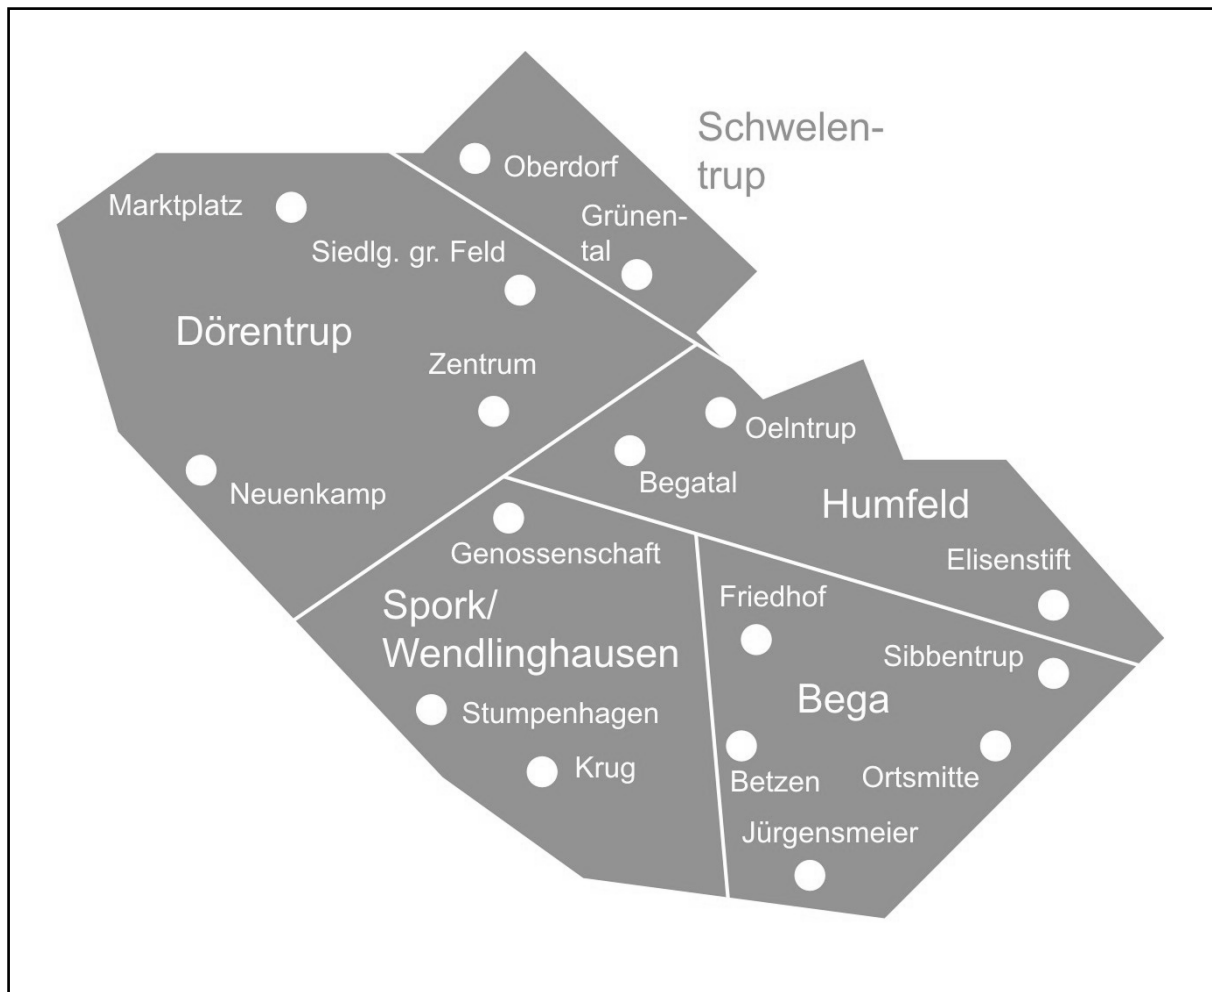 Schwelen-
trup
Oberdorf
Marktplatz
Grünen-
tal
Siedlg. gr. Feld
Dörentrup
Zentrum
Oelntrup
Begatal
Neuenkamp
Humfeld
Genossenschaft
Elisenstift
Spork/
Wendlinghausen
Friedhof
Sibbentrup
Bega
Stumpenhagen
Krug
Betzen
Ortsmitte
Jürgensmeier